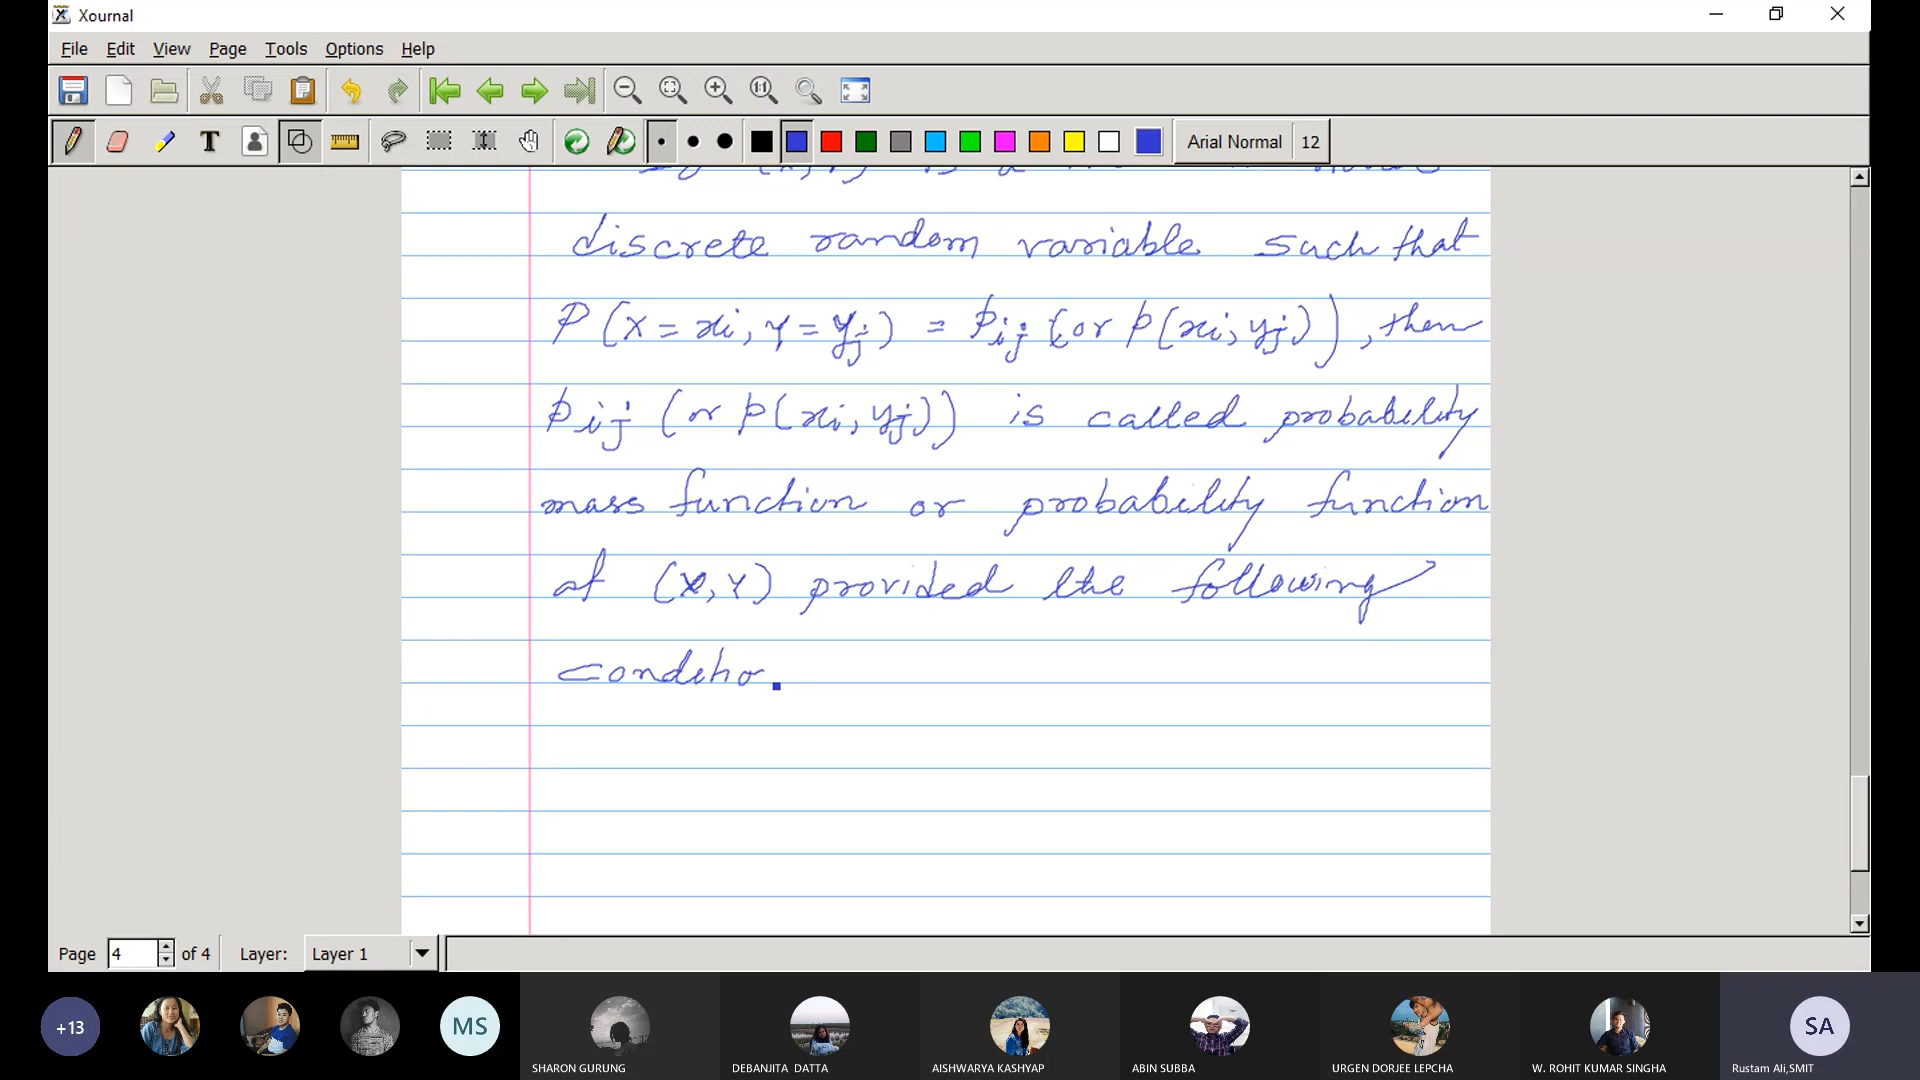 Xournal
File Edit View Page Tools Options Help
Arial Normal 12
discrete random variable such that
P(X = xi, Y = yj) = pij (or p(xi, yj)), then
pij (or p(xi, yj)) is called probability
mass function or probability function
of (X, Y) provided the following
Page 4 of 4 Layer: Layer 1
+13 MS SA
SHARON GURUNG DEBANJITA DATTA AISHWARYA KASHYAP ABIN SUBBA URGEN DORJEE LEPCHA W. ROHIT KUMAR SINGHA Rustam Ali,SMIT